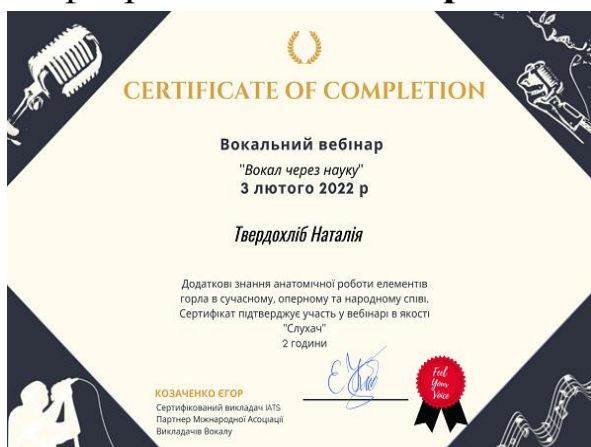 CERTIFICATE OF COMPLETION
Вокальний вебінар
"Вокал через науку"
3 лютого 2022 р
Твердохліб Наталія
Додаткові знання анатомічної роботи елементів
горла в сучасному, оперному та народному співі.
Сертифікат підтверджує участь у вебінарі в якості
"Слухач"
2 години
Feel
Your
Voice
КОЗАЧЕНКО ЄГОР
Сертифікований викладач IATS
Партнер Міжнародної Асоціації
Викладачів Вокалу